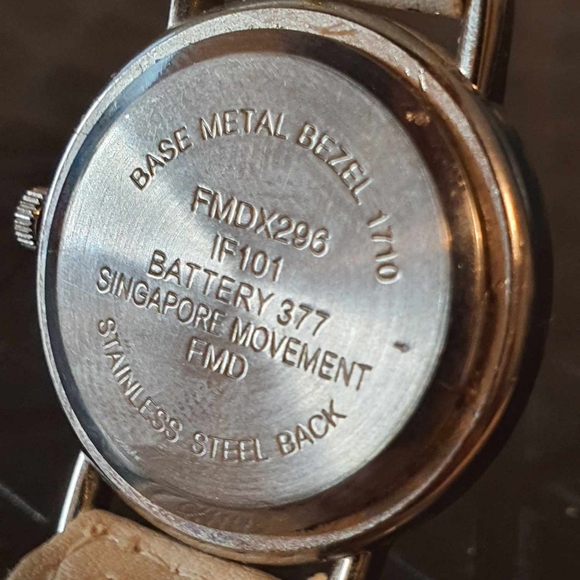 BASE METAL BEZEL 1710
FMDX296
IF101
BATTERY 377
SINGAPORE MOVEMENT
FMD
STAINLESS STEEL BACK